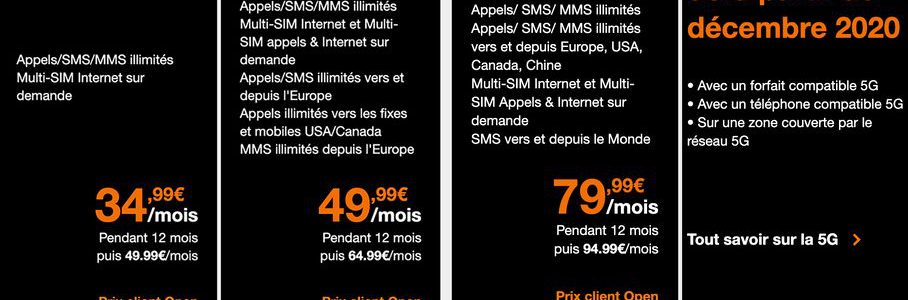 Appels/SMS/MMS illimités
Multi-SIM Internet sur
demande
34,99€
/mois
Pendant 12 mois
puis 49.99€/mois
Appels/SMS/MMS illimités
Multi-SIM Internet et Multi-
SIM appels & Internet sur
demande
Appels/SMS illimités vers et
depuis l'Europe
Appels illimités vers les fixes
et mobiles USA/Canada
MMS illimités depuis l'Europe
49,99€
/mois
Pendant 12 mois
puis 64.99€/mois
Appels/ SMS/ MMS illimités
Appels/ SMS/ MMS illimités
vers et depuis Europe, USA,
Canada, Chine
Multi-SIM Internet et Multi-
SIM Appels & Internet sur
demande
SMS vers et depuis le Monde
79,99€
/mois
Pendant 12 mois
puis 94.99€/mois
Prix client Open
décembre 2020
• Avec un forfait compatible 5G
• Avec un téléphone compatible 5G
• Sur une zone couverte par le
réseau 5G
Tout savoir sur la 5G >